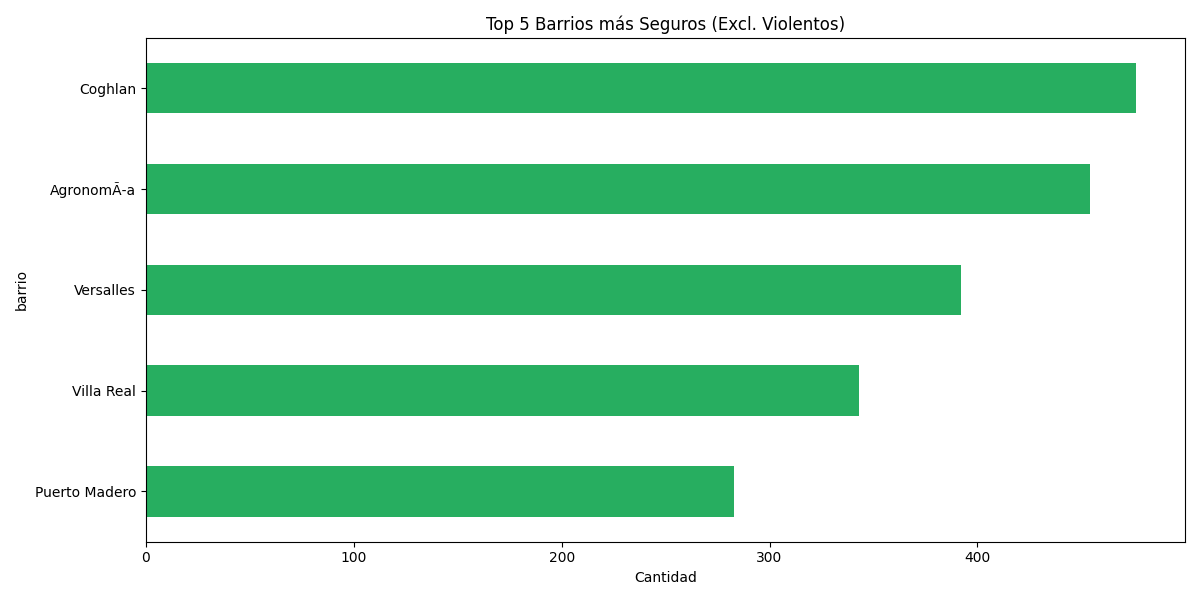 Top 5 Barrios más Seguros (Excl. Violentos)
Coghlan
AgronomÃ-a
Versalles
Villa Real
Puerto Madero
barrio
0 100 200 300 400
Cantidad